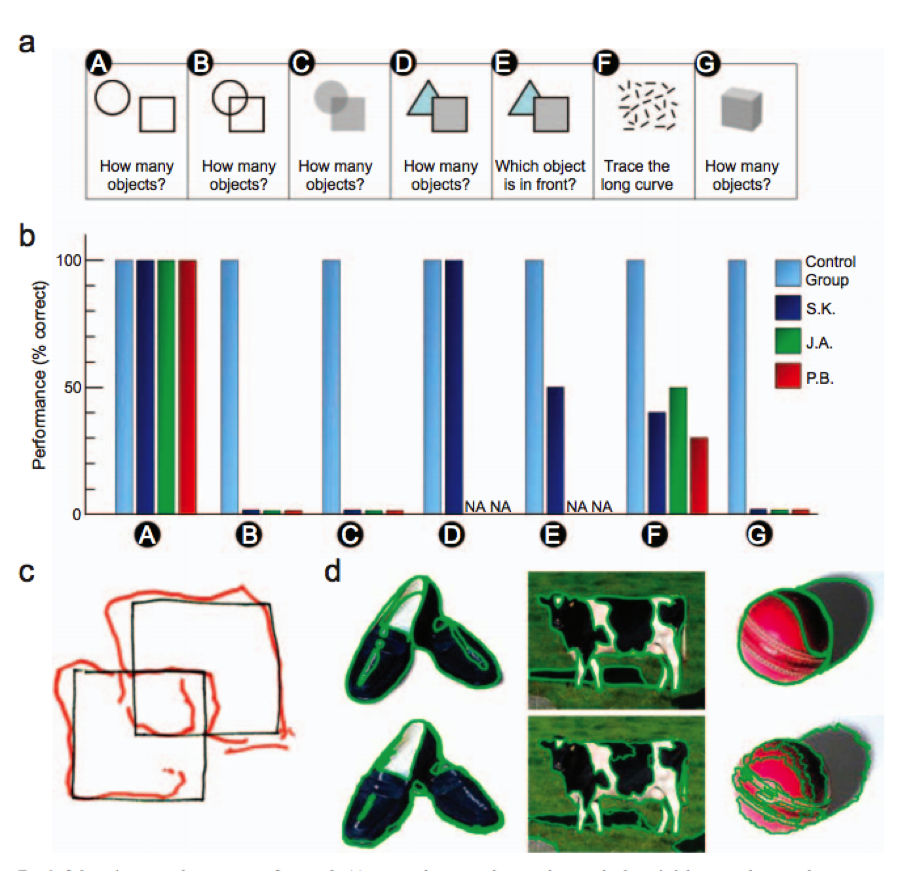 a
A B C D E F G
How many objects?
How many objects?
How many objects?
How many objects?
Which object is in front?
Trace the long curve
How many objects?
b
Performance (% correct)
100
50
0
NA NA
NA NA
A B C D E F G
Control Group
S.K.
J.A.
P.B.
c
d